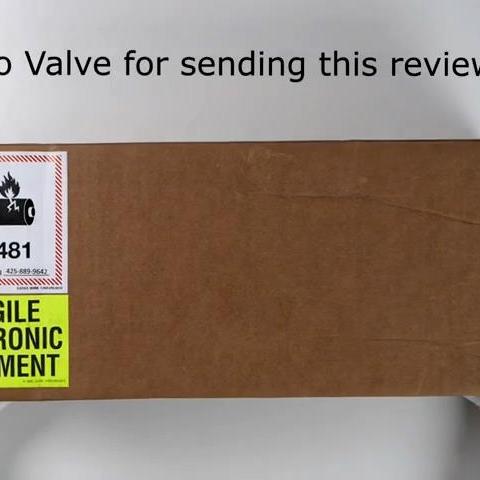 o Valve for sending this review
481
425-889-9642
GILE
RONIC
MENT